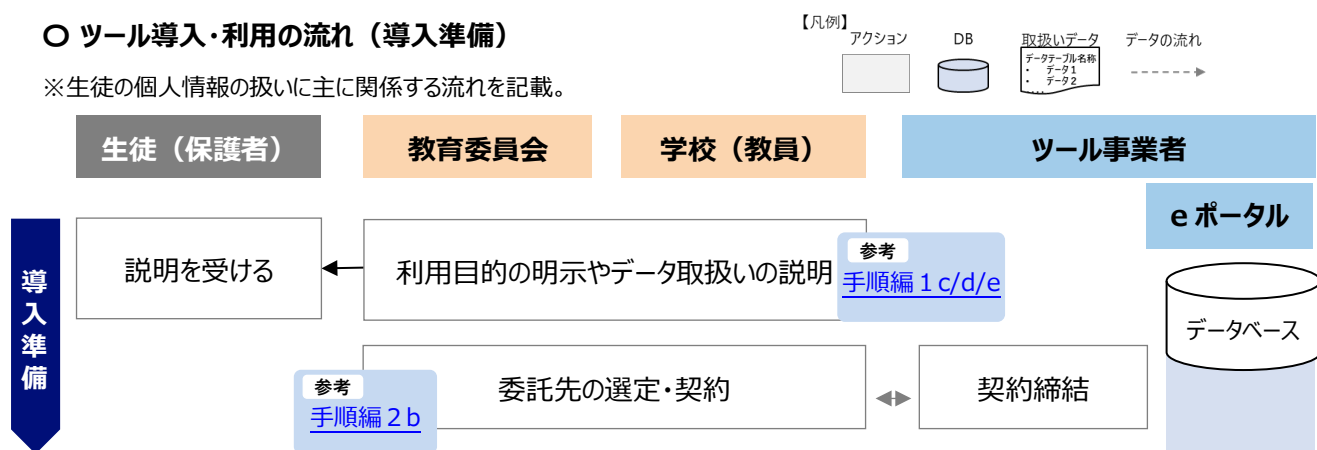 〇 ツール導入・利用の流れ（導入準備）
※生徒の個人情報の扱いに主に関係する流れを記載。
【凡例】
アクション
DB
取扱いデータ
データテーブル名称
・ データ1
・ データ2
・…
データの流れ
生徒（保護者）
教育委員会
学校（教員）
ツール事業者
eポータル
導入準備
説明を受ける
利用目的の明示やデータ取扱いの説明
参考
手順編１c/d/e
データベース
参考
手順編２b
委託先の選定・契約
契約締結